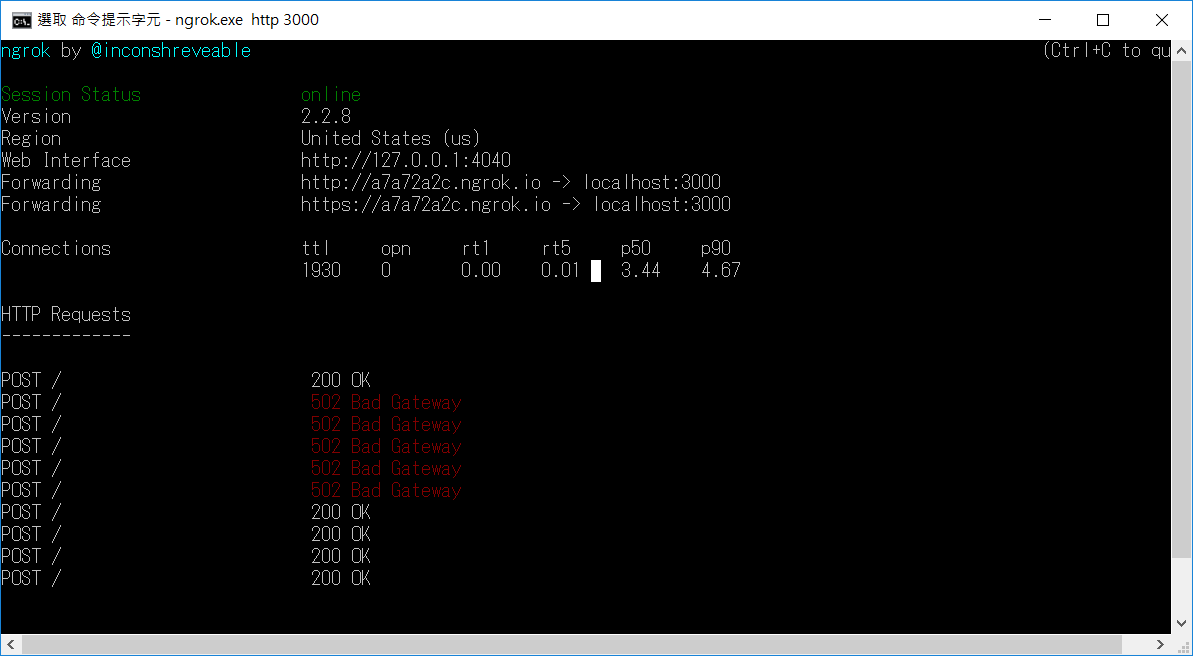 選取 命令提示字元 - ngrok.exe  http 3000
ngrok by @inconshreveable (Ctrl+C to qu
Session Status online
Version 2.2.8
Region United States (us)
Web Interface http://127.0.0.1:4040
Forwarding http://a7a72a2c.ngrok.io -> localhost:3000
Forwarding https://a7a72a2c.ngrok.io -> localhost:3000
Connections ttl opn rt1 rt5 p50 p90
1930 0 0.00 0.01 3.44 4.67
HTTP Requests
-------------
POST / 200 OK
POST / 502 Bad Gateway
POST / 502 Bad Gateway
POST / 502 Bad Gateway
POST / 502 Bad Gateway
POST / 502 Bad Gateway
POST / 200 OK
POST / 200 OK
POST / 200 OK
POST / 200 OK